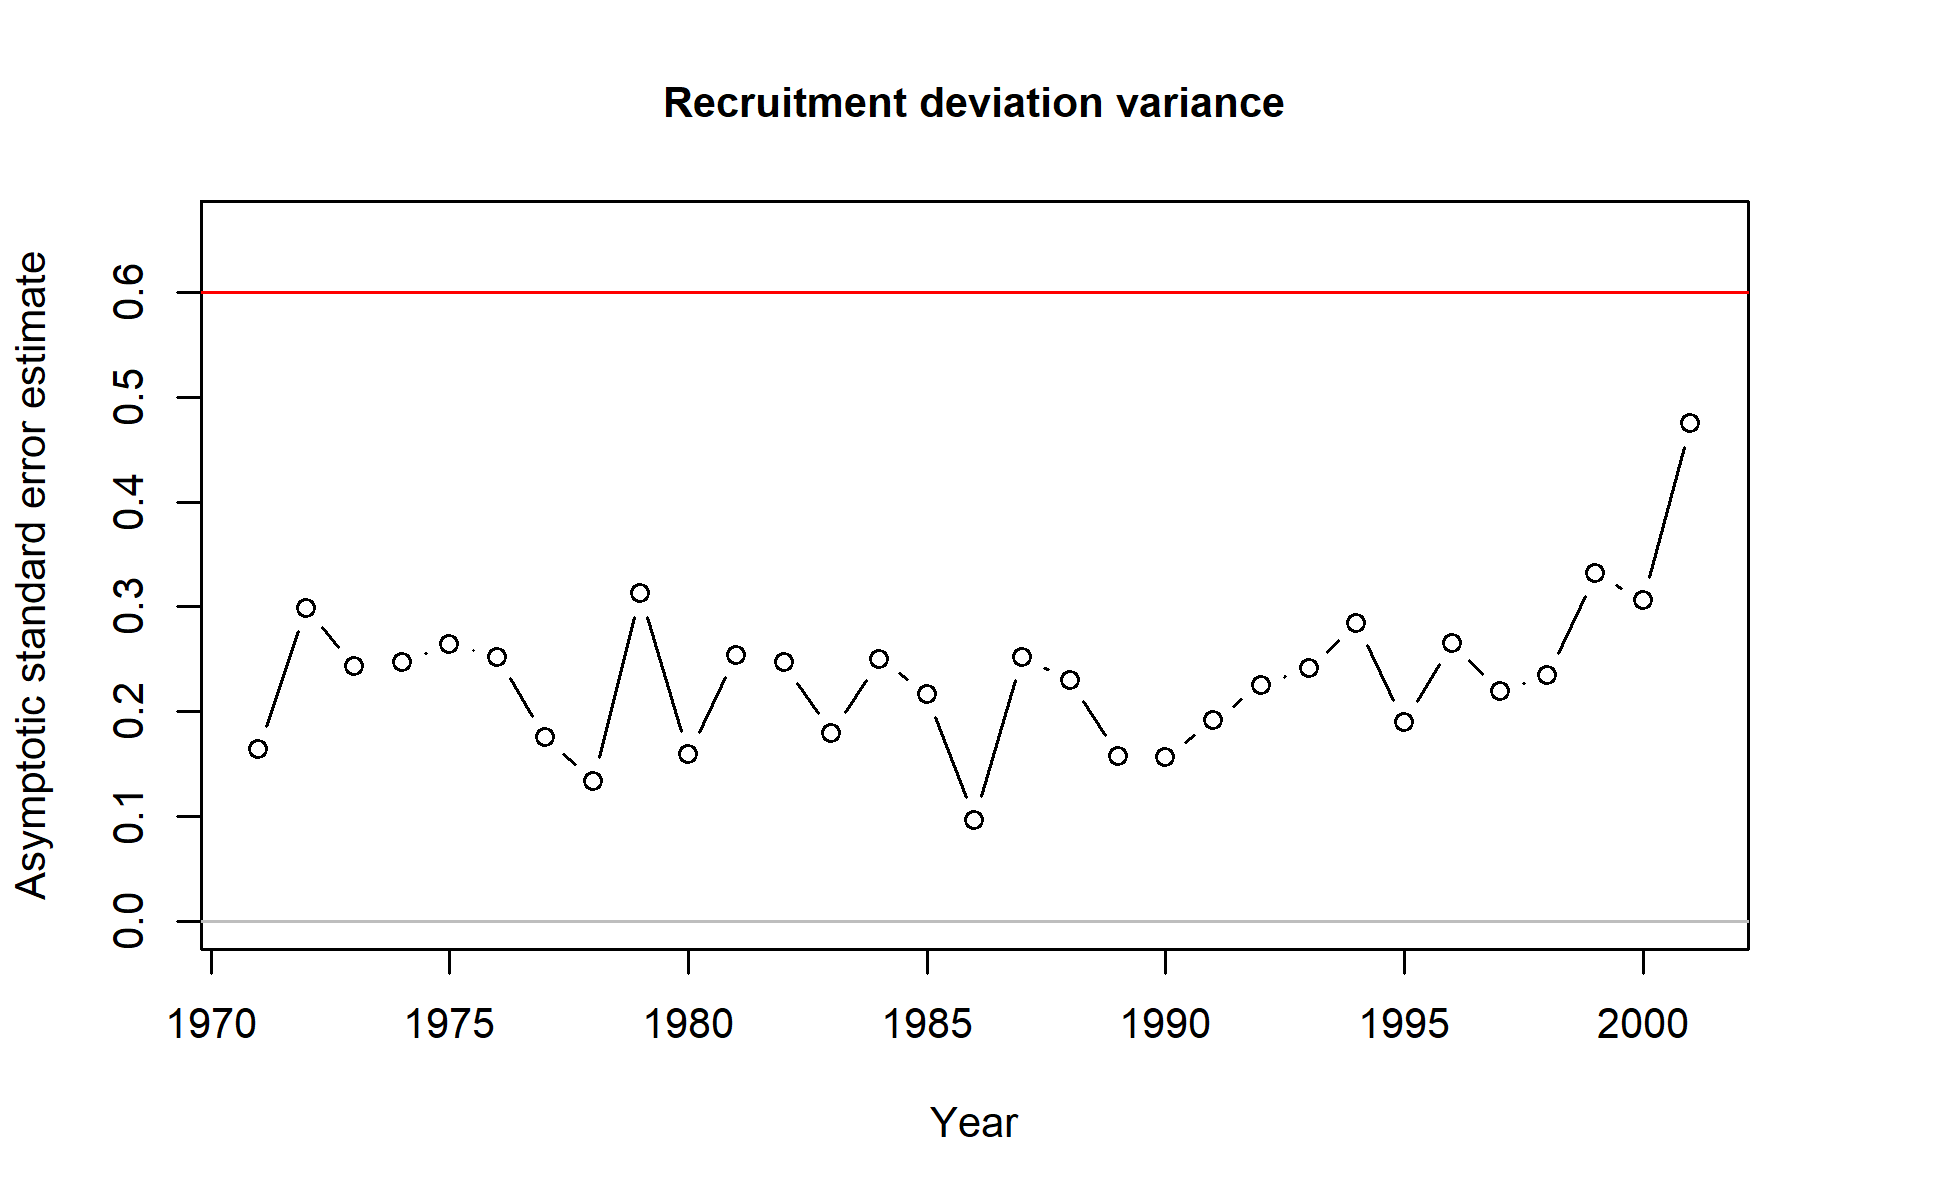 Recruitment deviation variance
Asymptotic standard error estimate
0.6
0.5
0.4
0.3
0.2
0.1
0.0
1970 1975 1980 1985 1990 1995 2000
Year